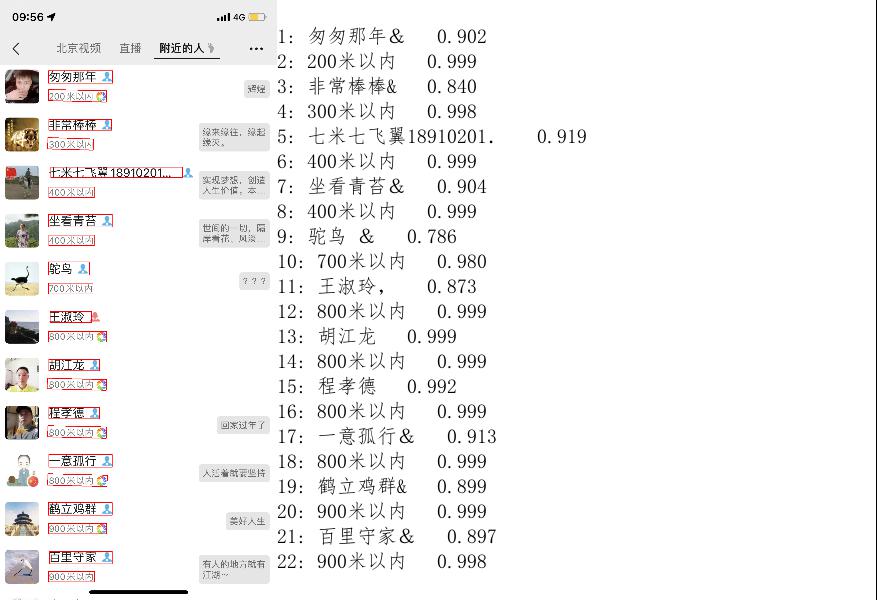 09:56
4G
北京视频 直播 附近的人
匆匆那年
200米以内
辉煌
非常棒棒
300米以内
缘来缘往，缘起
缘灭。
七米七飞翼18910201...
400米以内
实现梦想，创造
人生价值，本...
坐看青苔
400米以内
世间的一切，隔
岸看花、风淡...
鸵鸟
700米以内
？？？
王淑玲
800米以内
胡江龙
800米以内
程孝德
800米以内
回家过年了
一意孤行
800米以内
人活着就要坚持
鹤立鸡群
900米以内
美好人生
百里守家
900米以内
有人的地方就有
江湖～
1: 匆匆那年& 0.902
2: 200米以内 0.999
3: 非常棒棒& 0.840
4: 300米以内 0.998
5: 七米七飞翼18910201. 0.919
6: 400米以内 0.999
7: 坐看青苔& 0.904
8: 400米以内 0.999
9: 鸵鸟 & 0.786
10: 700米以内 0.980
11: 王淑玲, 0.873
12: 800米以内 0.999
13: 胡江龙 0.999
14: 800米以内 0.999
15: 程孝德 0.992
16: 800米以内 0.999
17: 一意孤行& 0.913
18: 800米以内 0.999
19: 鹤立鸡群& 0.899
20: 900米以内 0.999
21: 百里守家& 0.897
22: 900米以内 0.998